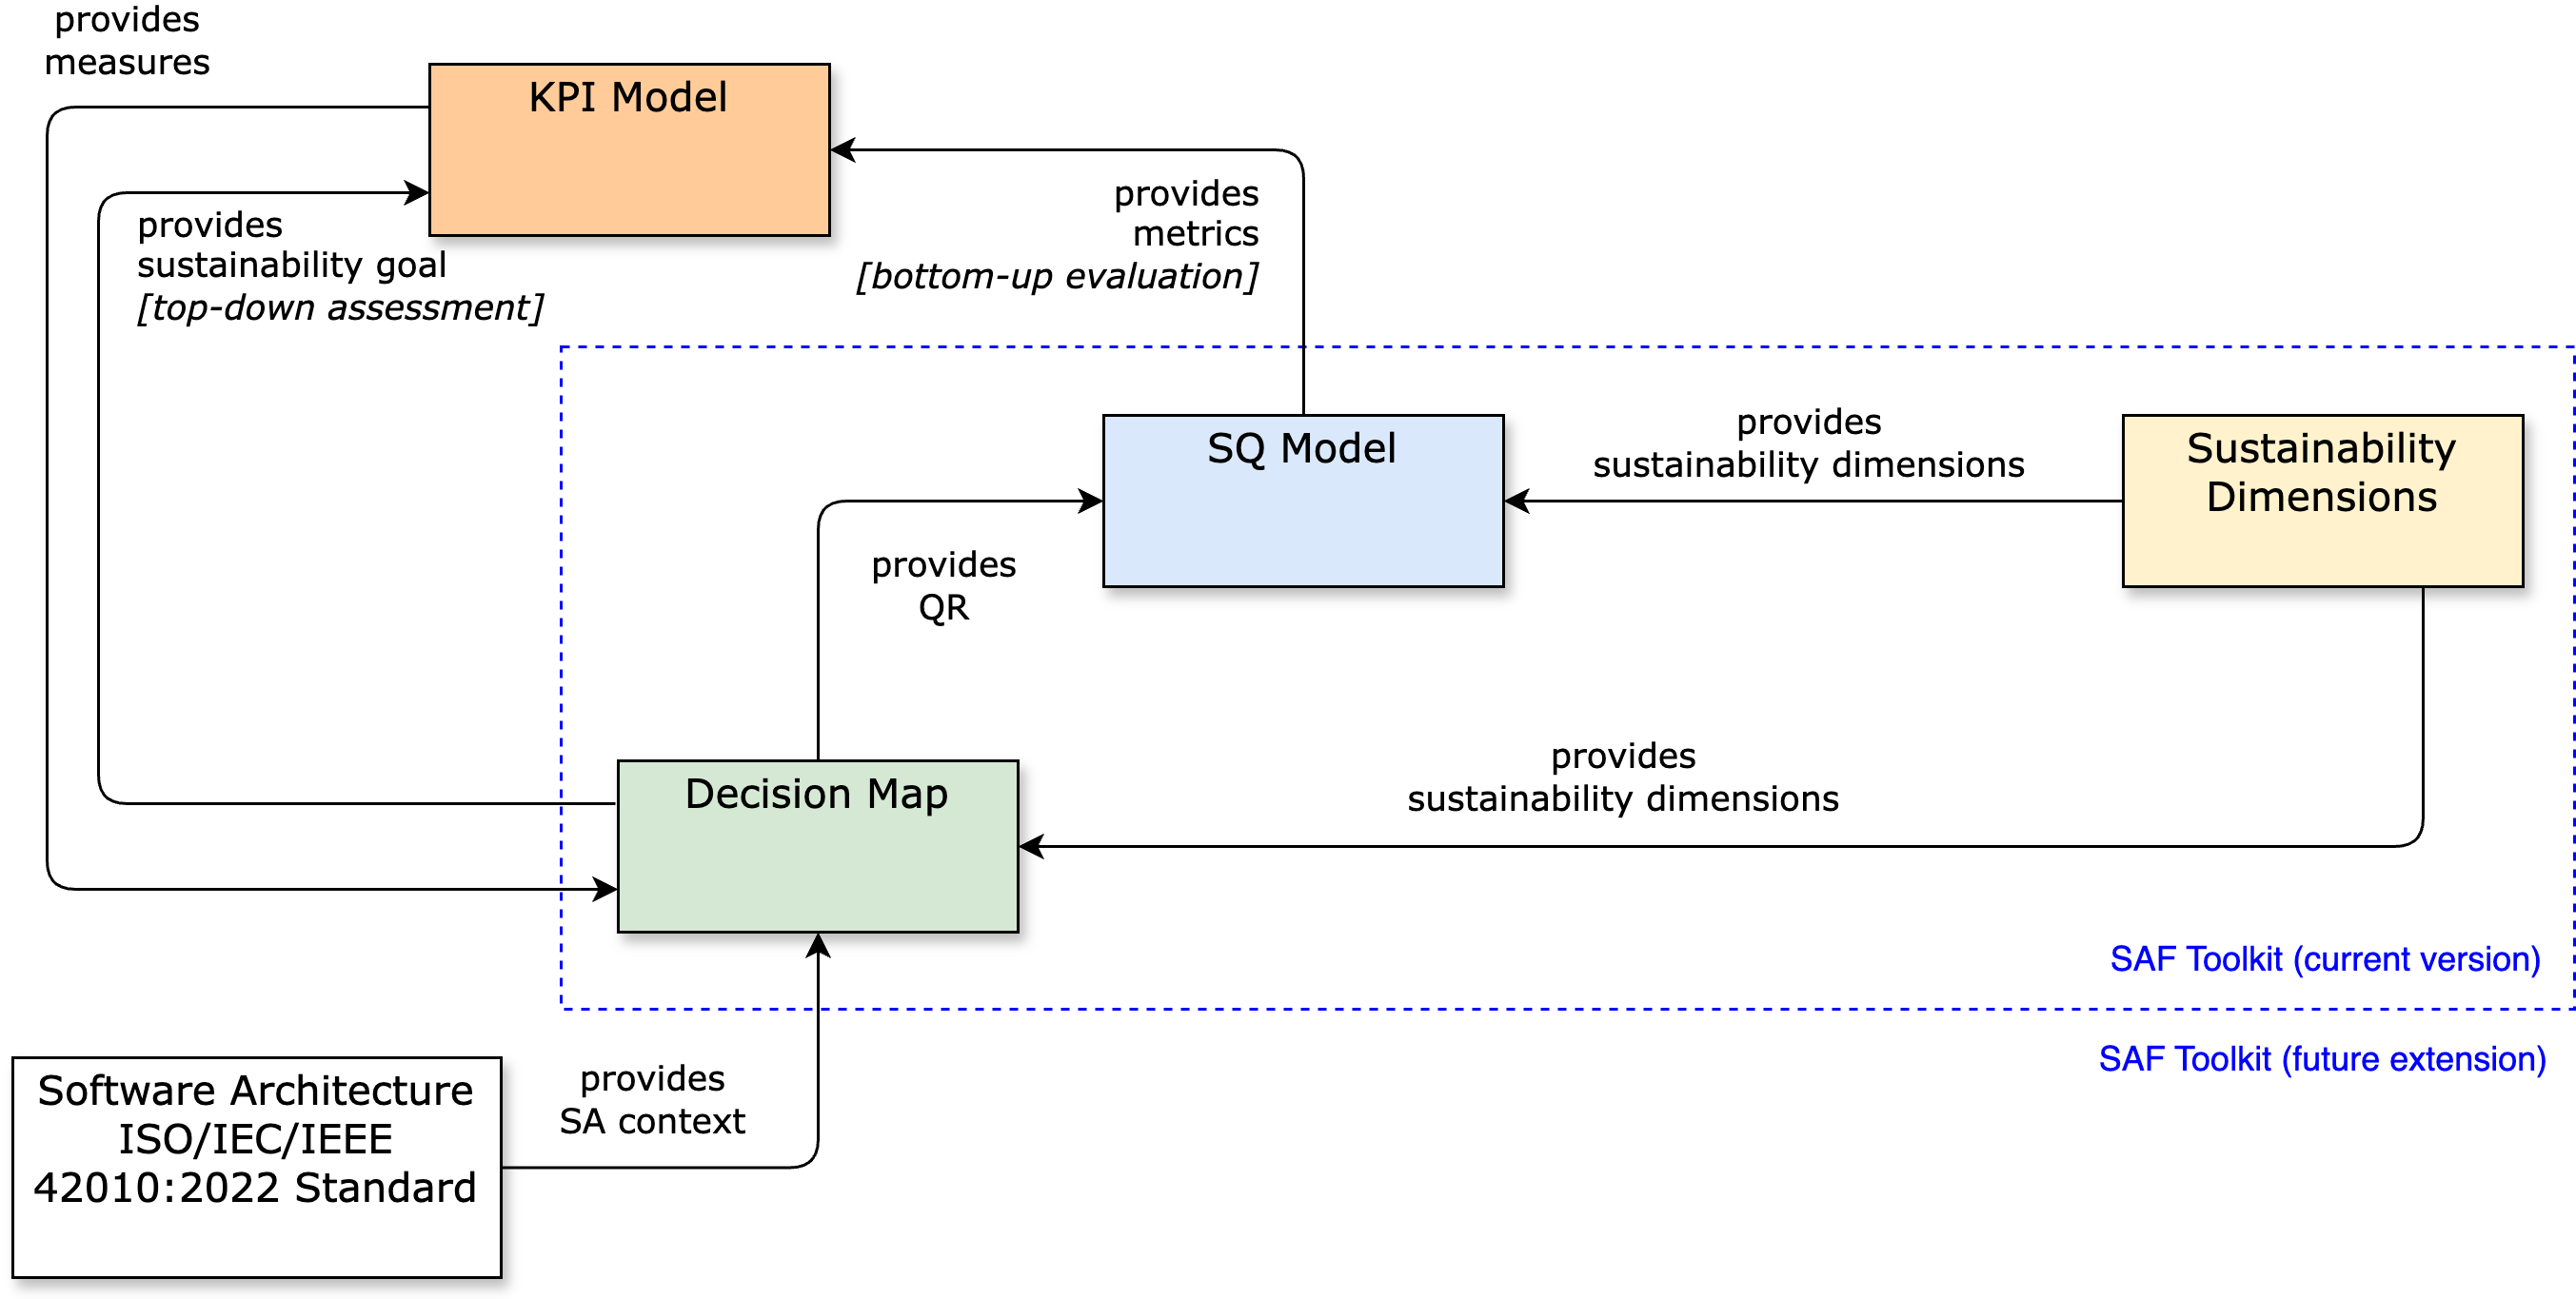 provides
measures
KPI Model
provides
sustainability goal
[top-down assessment]
provides
metrics
[bottom-up evaluation]
SQ Model
provides
sustainability dimensions
Sustainability
Dimensions
provides
QR
Decision Map
provides
sustainability dimensions
SAF Toolkit (current version)
SAF Toolkit (future extension)
Software Architecture
ISO/IEC/IEEE
42010:2022 Standard
provides
SA context